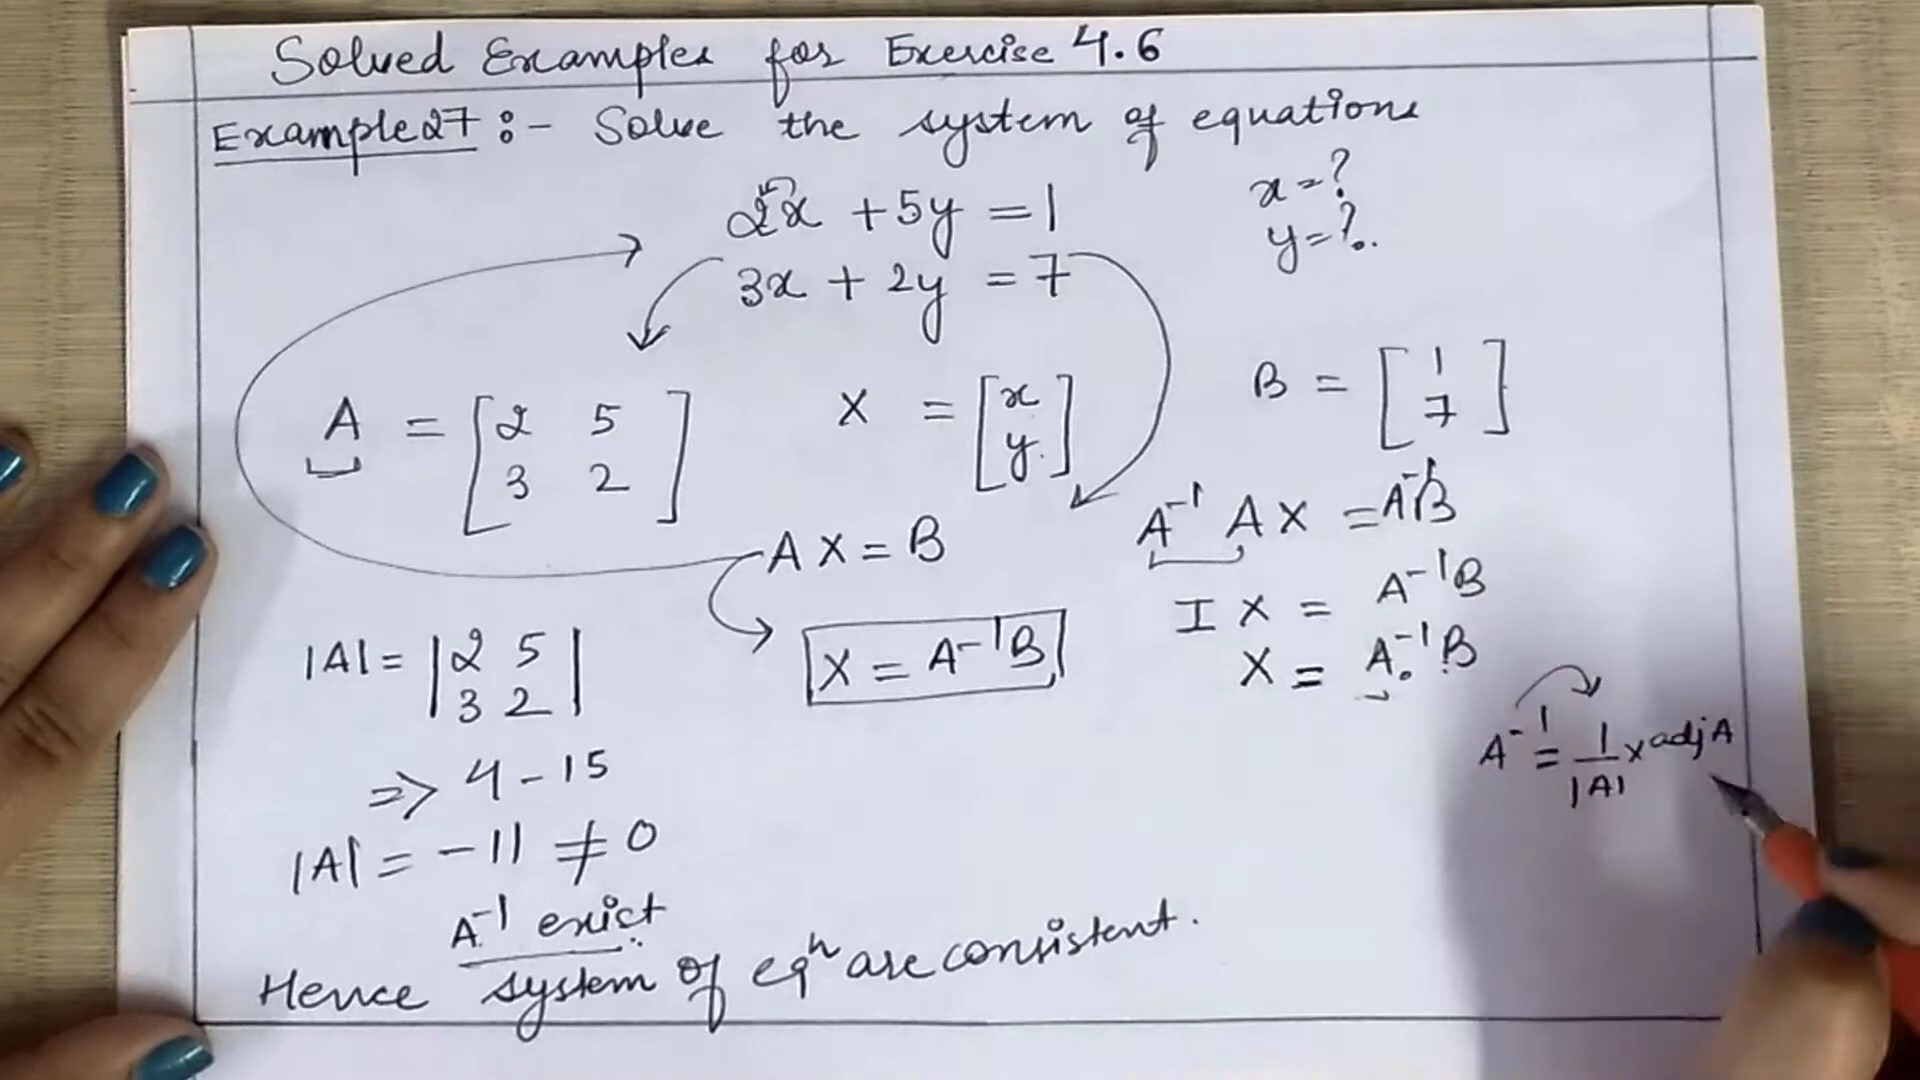 Solved Examples for Exercise 4.6
Example 27 :- Solve the system of equations
2x + 5y = 1
3x + 2y = 7
x = ?
y = ?.
A = [2 5
3 2]
X = [x
y.]
B = [1
7]
AX = B
X = A⁻¹B
A⁻¹AX = A⁻¹B
IX = A⁻¹B
X = A⁻¹B
A⁻¹ = 1/|A| x adj A
|A| = |2 5
3 2|
=> 4 - 15
|A| = -11 ≠ 0
A⁻¹ exist
Hence system of eqⁿ are consistent.